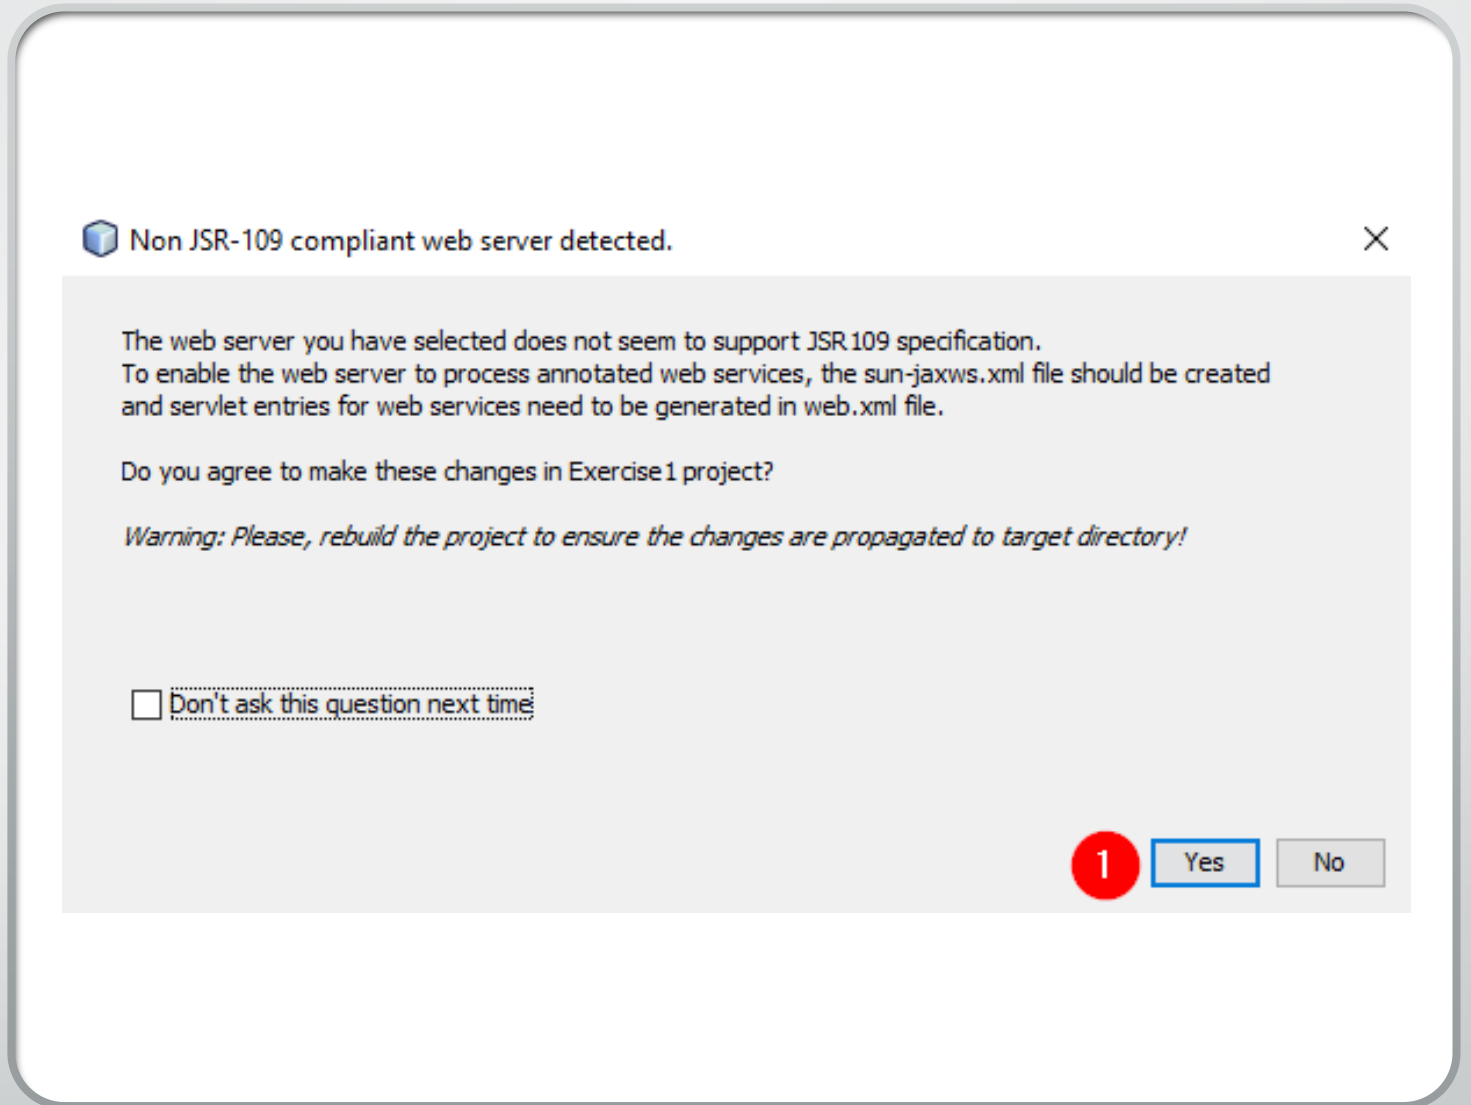 Non JSR-109 compliant web server detected.
The web server you have selected does not seem to support JSR109 specification.
To enable the web server to process annotated web services, the sun-jaxws.xml file should be created
and servlet entries for web services need to be generated in web.xml file.
Do you agree to make these changes in Exercise1 project?
Warning: Please, rebuild the project to ensure the changes are propagated to target directory!
Don't ask this question next time
1 Yes No